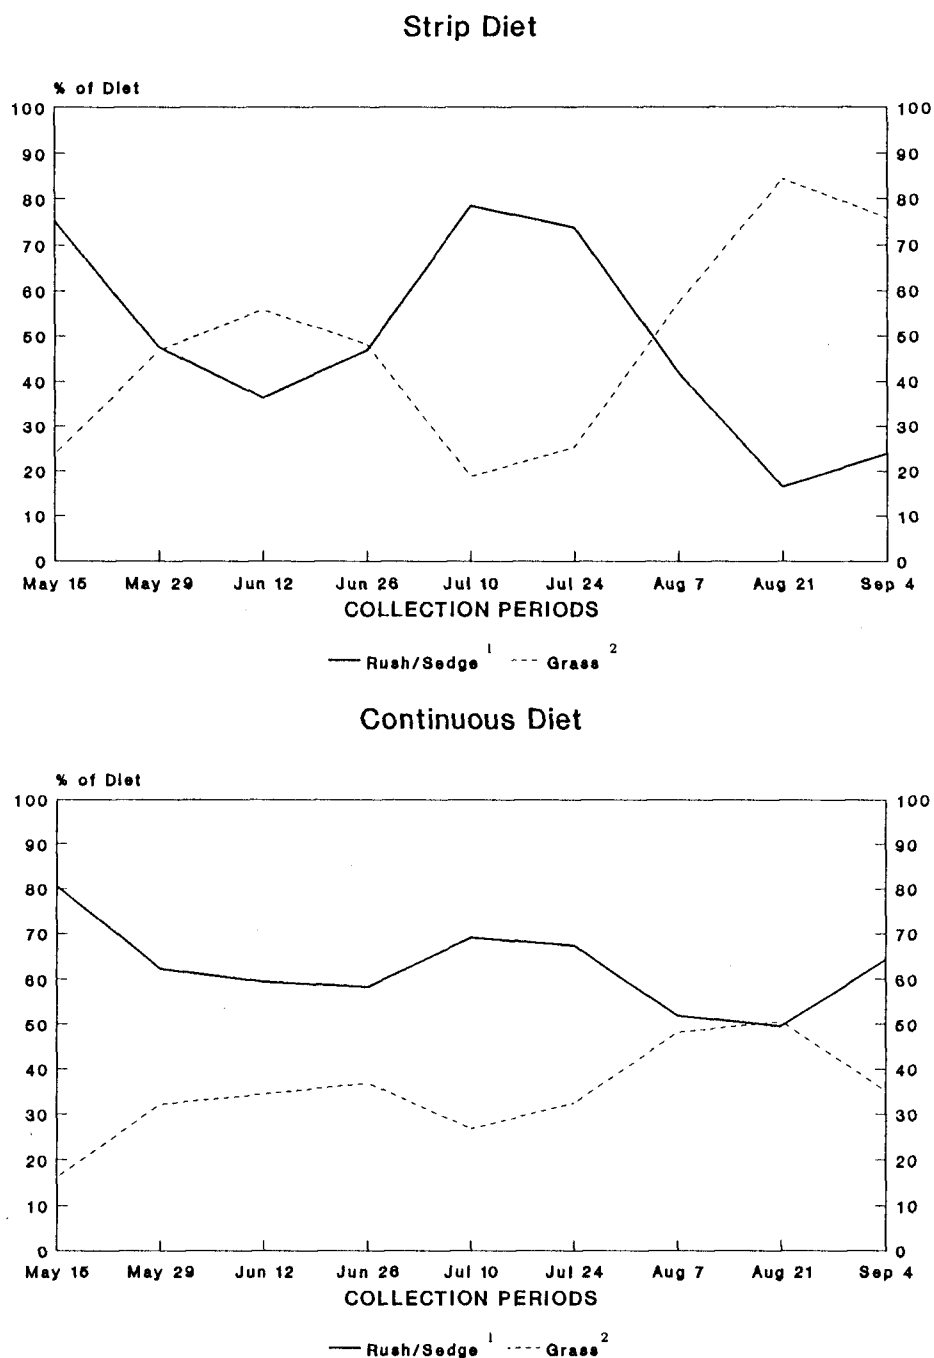 Strip Diet
% of Diet
100 100
90 90
80 80
70 70
60 60
50 50
40 40
30 30
20 20
10 10
0 0
May 15 May 29 Jun 12 Jun 26 Jul 10 Jul 24 Aug 7 Aug 21 Sep 4
COLLECTION PERIODS
Rush/Sedge 1 Grass 2
Continuous Diet
% of Diet
100 100
90 90
80 80
70 70
60 60
50 50
40 40
30 30
20 20
10 10
0 0
May 15 May 29 Jun 12 Jun 26 Jul 10 Jul 24 Aug 7 Aug 21 Sep 4
COLLECTION PERIODS
Rush/Sedge 1 Grass 2